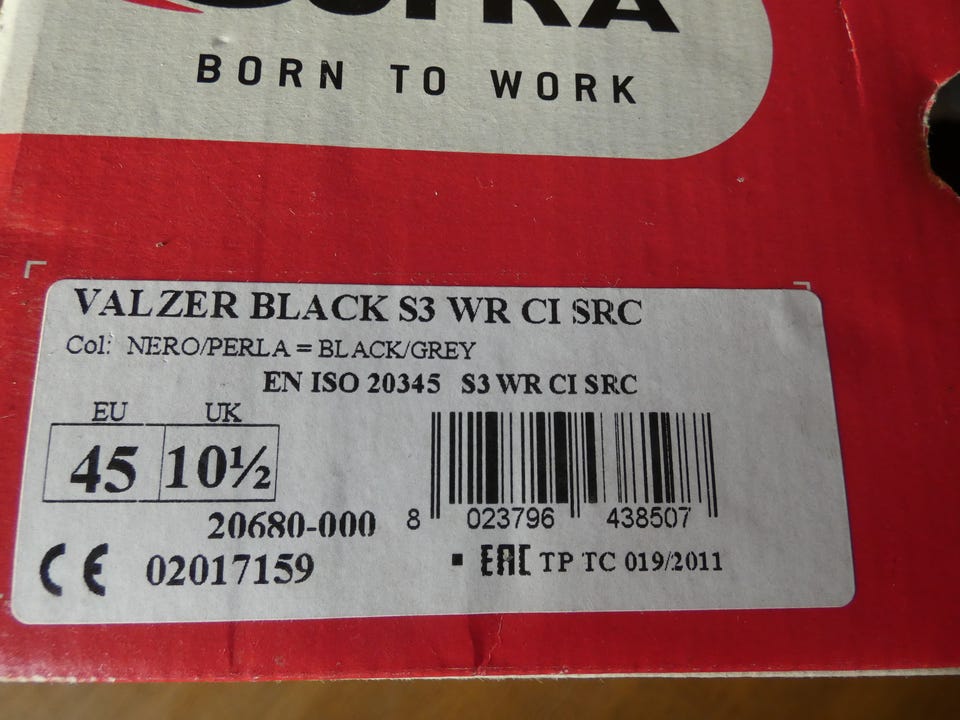 BORN TO WORK
VALZER BLACK S3 WR CI SRC
Col: NERO/PERLA = BLACK/GREY
EN ISO 20345 S3 WR CI SRC
EU UK
45 10½
20680-000
8 023796 438507
CE 02017159
EAC TP TC 019/2011